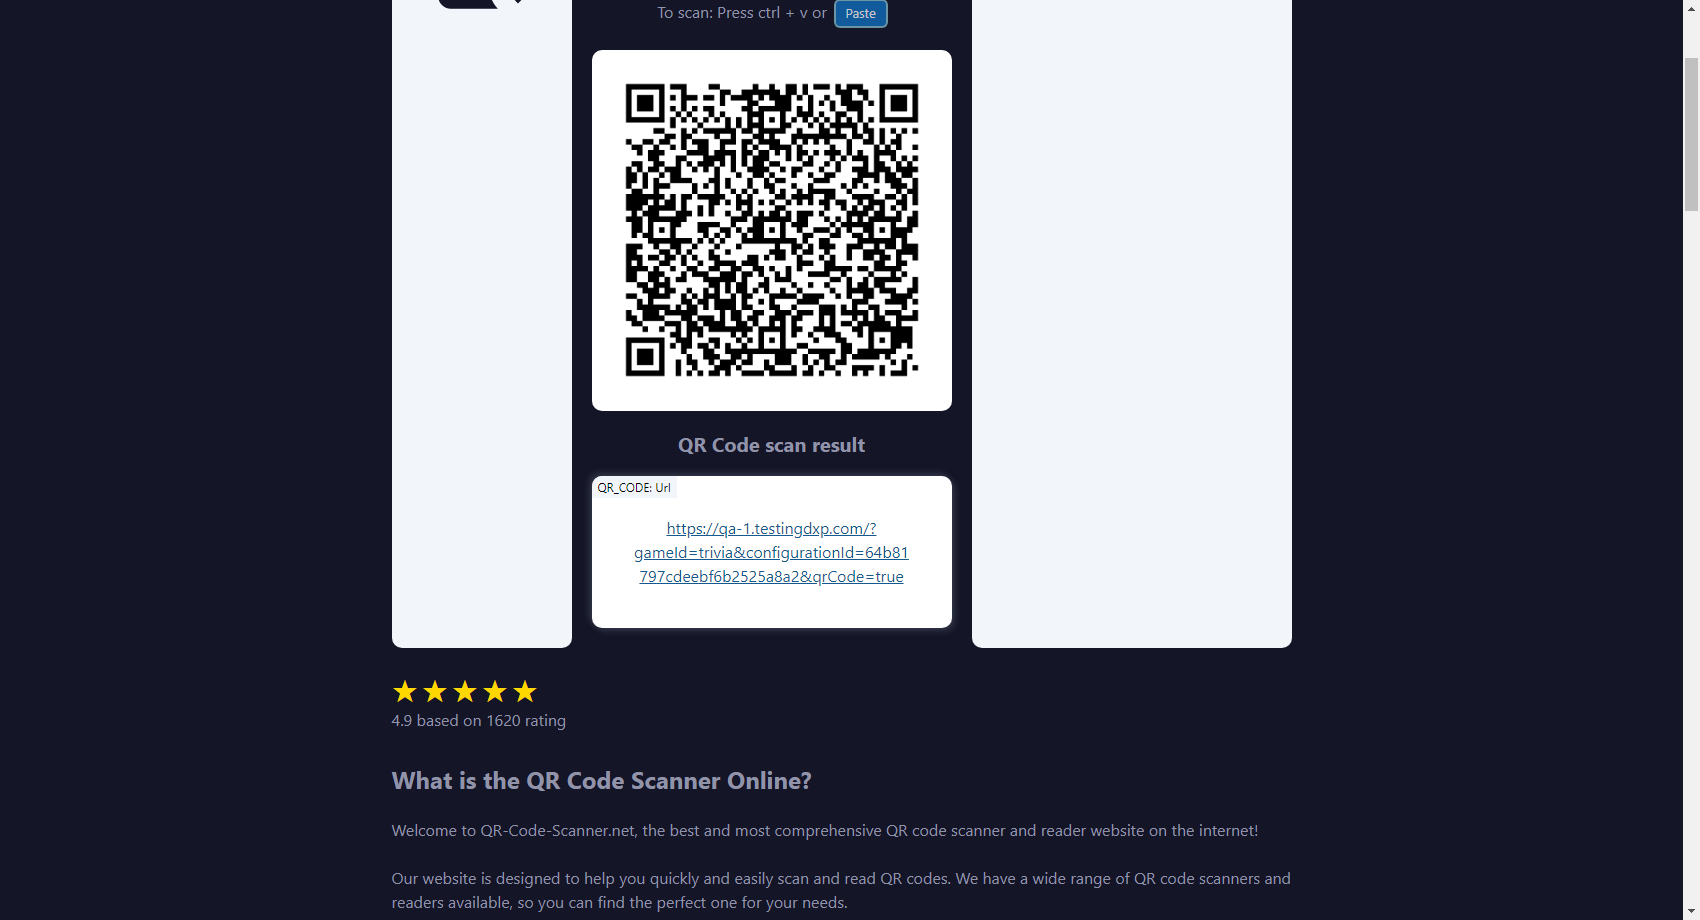 To scan: Press ctrl + v or Paste
QR Code scan result
QR_CODE: Url
https://qa-1.testingdxp.com/?
gameId=trivia&configurationId=64b81
797cdeebf6b2525a8a2&qrCode=true
4.9 based on 1620 rating
What is the QR Code Scanner Online?
Welcome to QR-Code-Scanner.net, the best and most comprehensive QR code scanner and reader website on the internet!
Our website is designed to help you quickly and easily scan and read QR codes. We have a wide range of QR code scanners and
readers available, so you can find the perfect one for your needs.